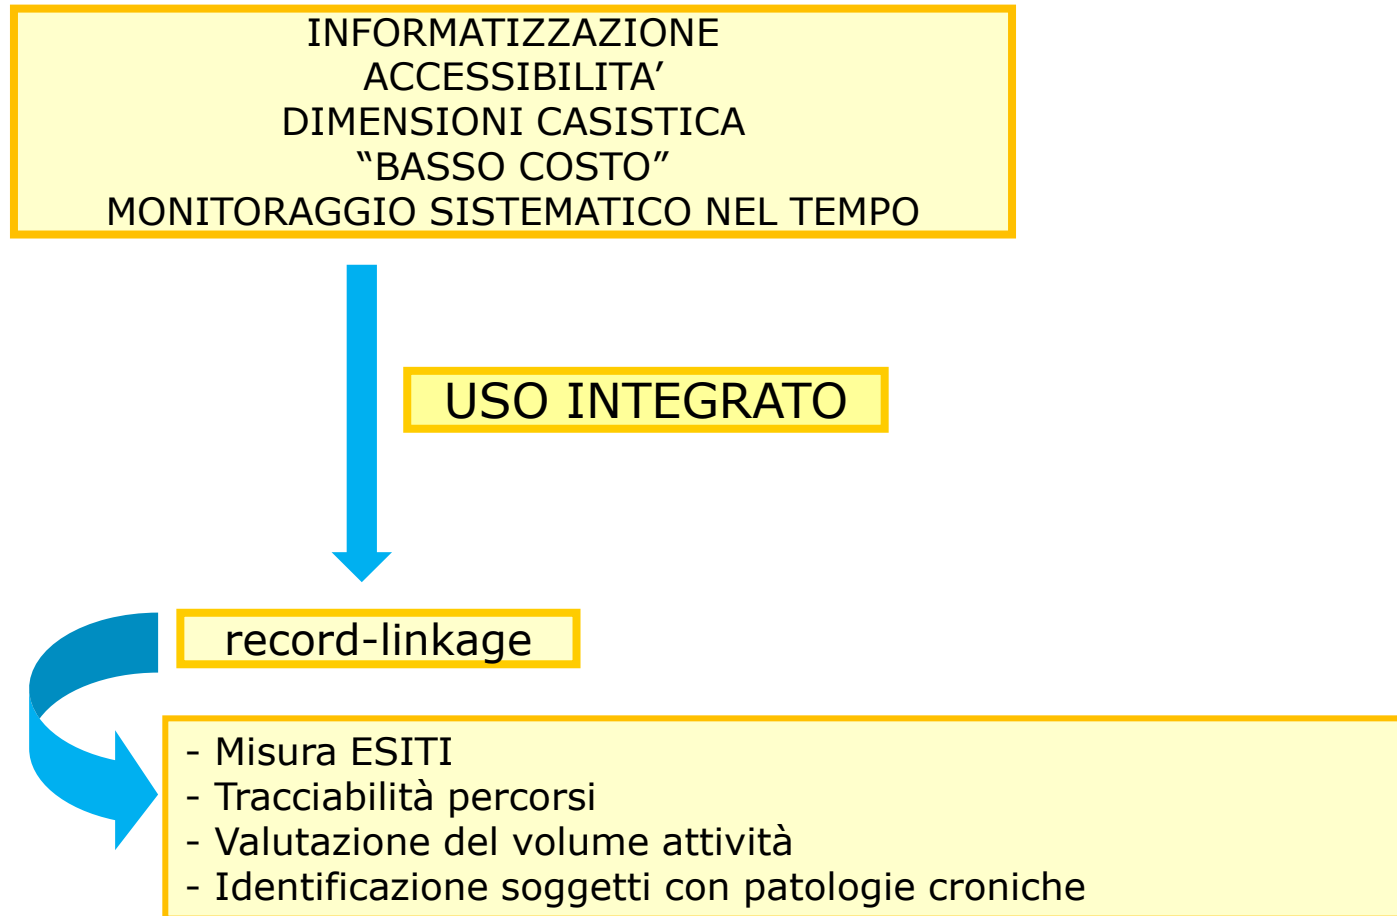 INFORMATIZZAZIONE
ACCESSIBILITA’
DIMENSIONI CASISTICA
“BASSO COSTO”
MONITORAGGIO SISTEMATICO NEL TEMPO
USO INTEGRATO
record-linkage
- Misura ESITI
- Tracciabilità percorsi
- Valutazione del volume attività
- Identificazione soggetti con patologie croniche